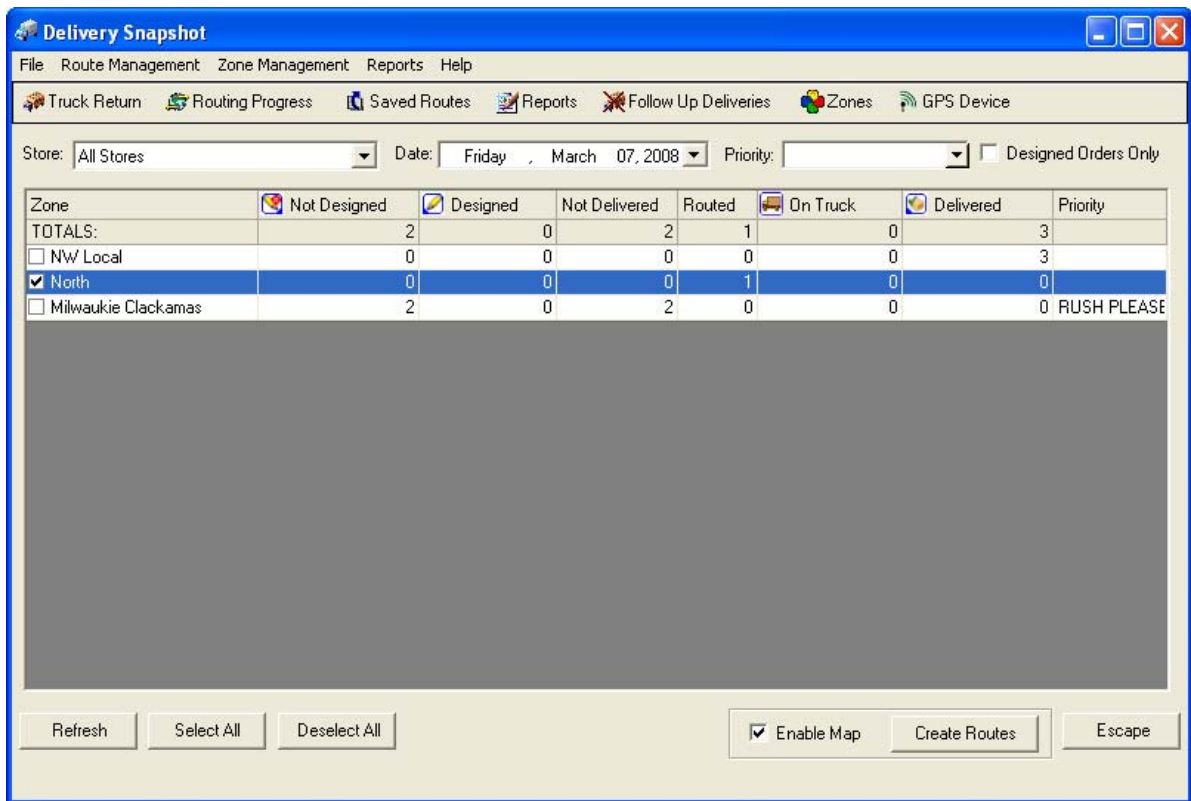 Delivery Snapshot
File Route Management Zone Management Reports Help
Truck Return Routing Progress Saved Routes Reports Follow Up Deliveries Zones GPS Device
Store: All Stores Date: Friday , March 07, 2008 Priority: Designed Orders Only
Zone Not Designed Designed Not Delivered Routed On Truck Delivered Priority
TOTALS: 2 0 2 1 0 3
NW Local 0 0 0 0 0 3
North 0 0 0 1 0 0
Milwaukie Clackamas 2 0 2 0 0 0 RUSH PLEASE
Refresh Select All Deselect All Enable Map Create Routes Escape